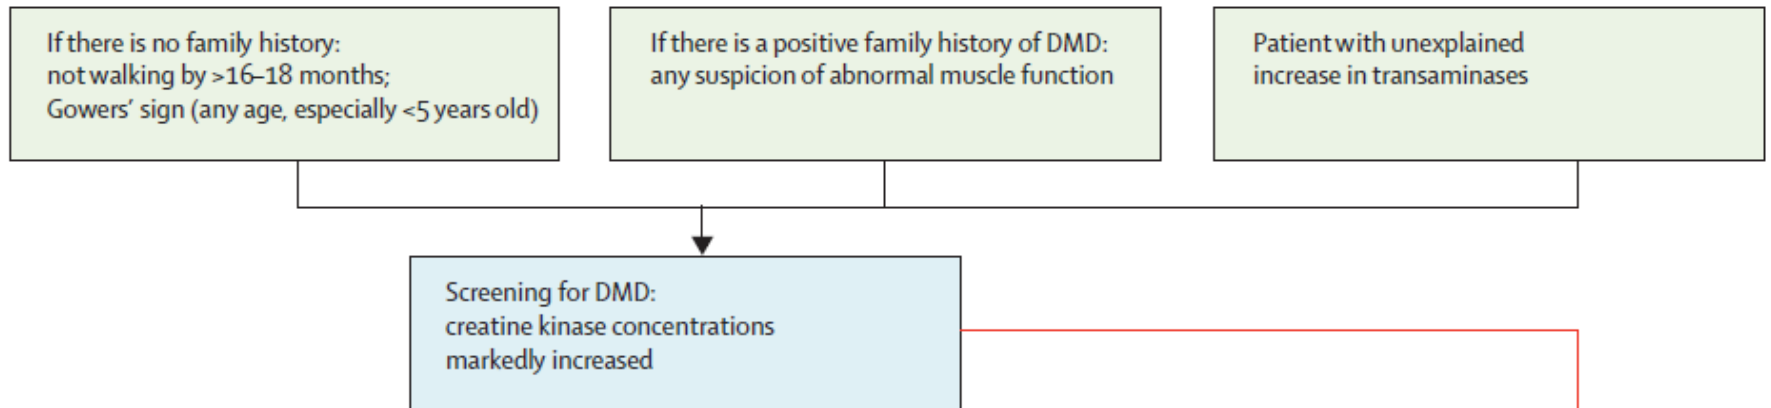 If there is no family history:
not walking by >16–18 months;
Gowers’ sign (any age, especially <5 years old)
If there is a positive family history of DMD:
any suspicion of abnormal muscle function
Patient with unexplained
increase in transaminases
Screening for DMD:
creatine kinase concentrations
markedly increased